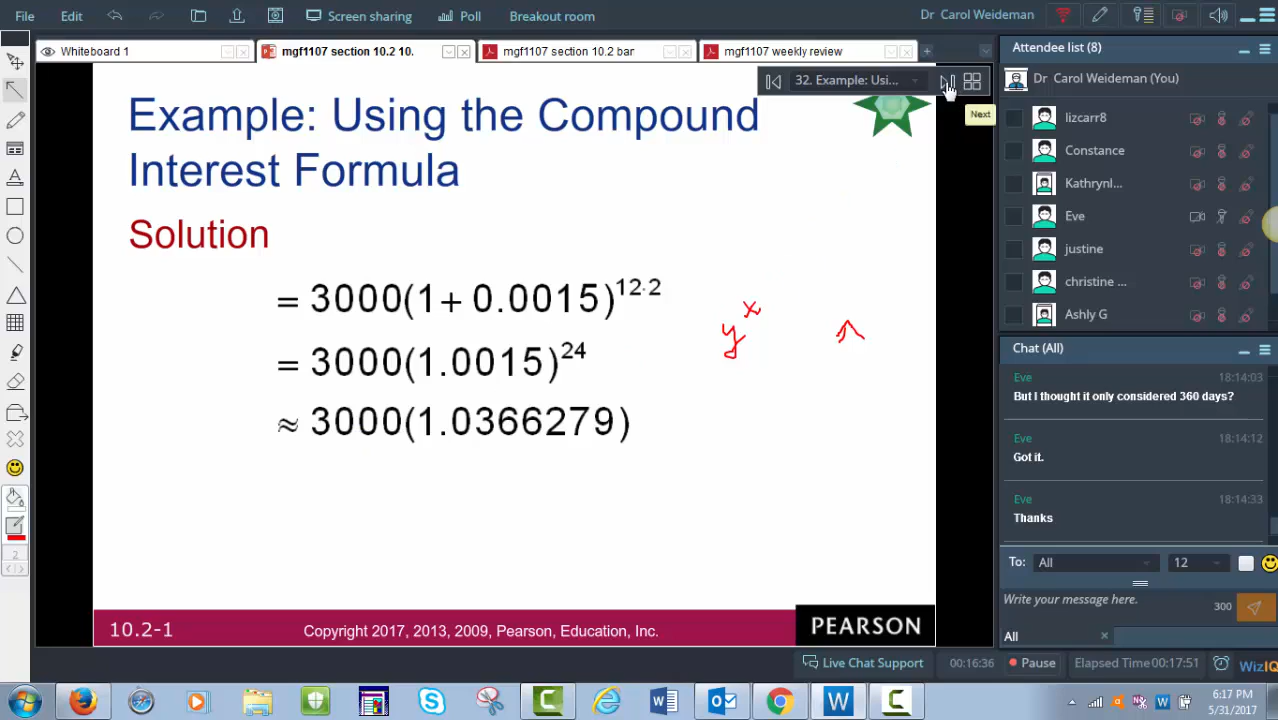 File Edit Screen sharing Poll Breakout room Dr Carol Weideman
Whiteboard 1 mgf1107 section 10.2 10. mgf1107 section 10.2 bar mgf1107 weekly review
32. Example: Usi...
Next
Example: Using the Compound
Interest Formula
Solution
= 3000(1 + 0.0015)^12·2
= 3000(1.0015)^24
≈ 3000(1.0366279)
y^x ^
10.2-1 Copyright 2017, 2013, 2009, Pearson, Education, Inc. PEARSON
2
Attendee list (8)
Dr Carol Weideman (You)
lizcarr8
Constance
Kathrynl...
Eve
justine
christine ...
Ashly G
Chat (All)
Eve 18:14:03
But I thought it only considered 360 days?
Eve 18:14:12
Got it.
Eve 18:14:33
Thanks
To: All 12
Write your message here. 300
All
Live Chat Support 00:16:36 Pause Elapsed Time 00:17:51 WizIQ
6:17 PM
5/31/2017